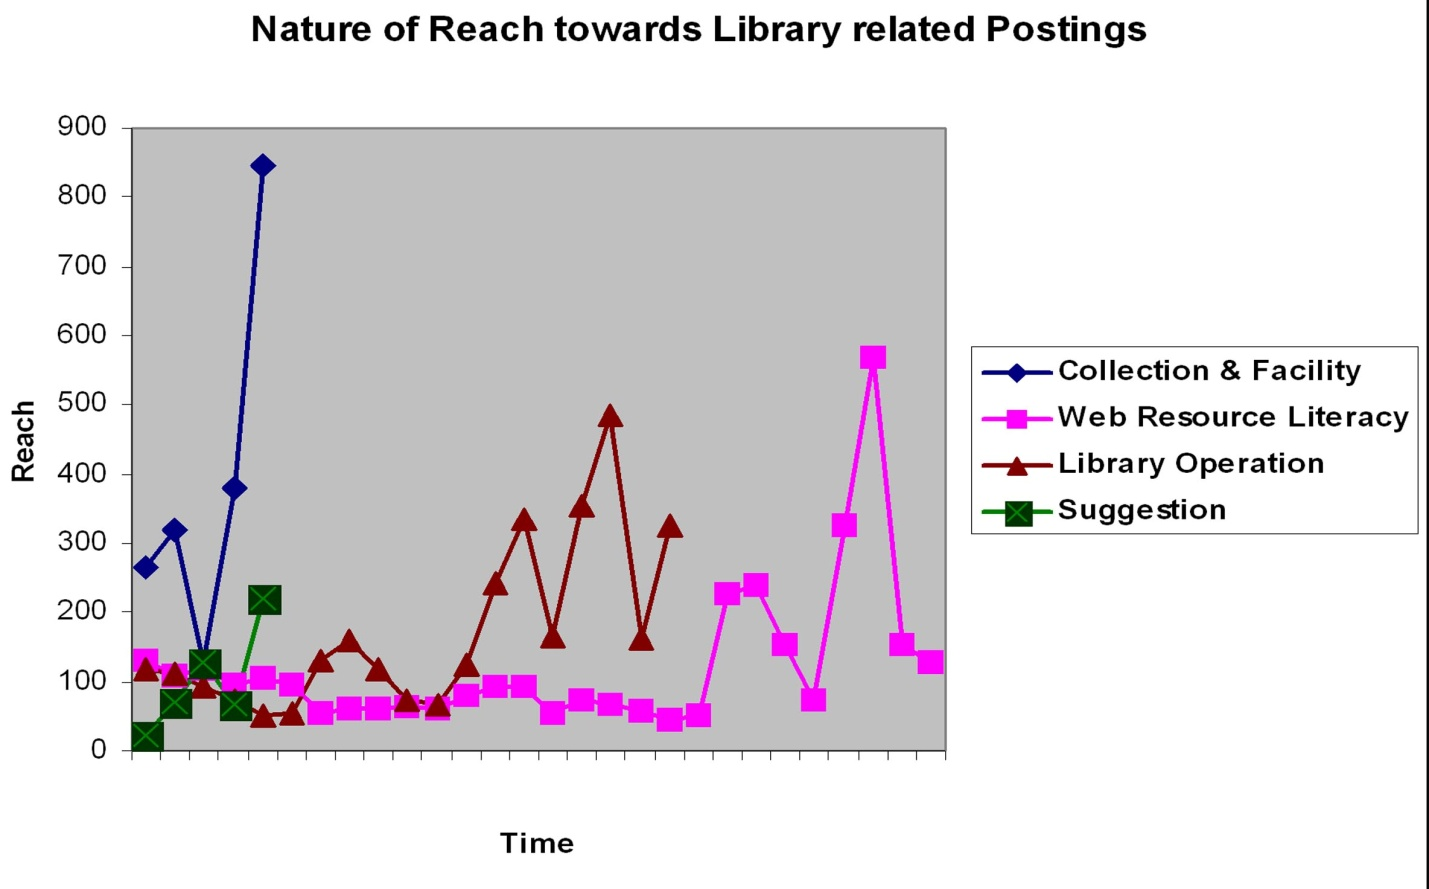 Nature of Reach towards Library related Postings
900
800
700
600
500
400
300
200
100
0
Reach
Time
Collection & Facility
Web Resource Literacy
Library Operation
Suggestion